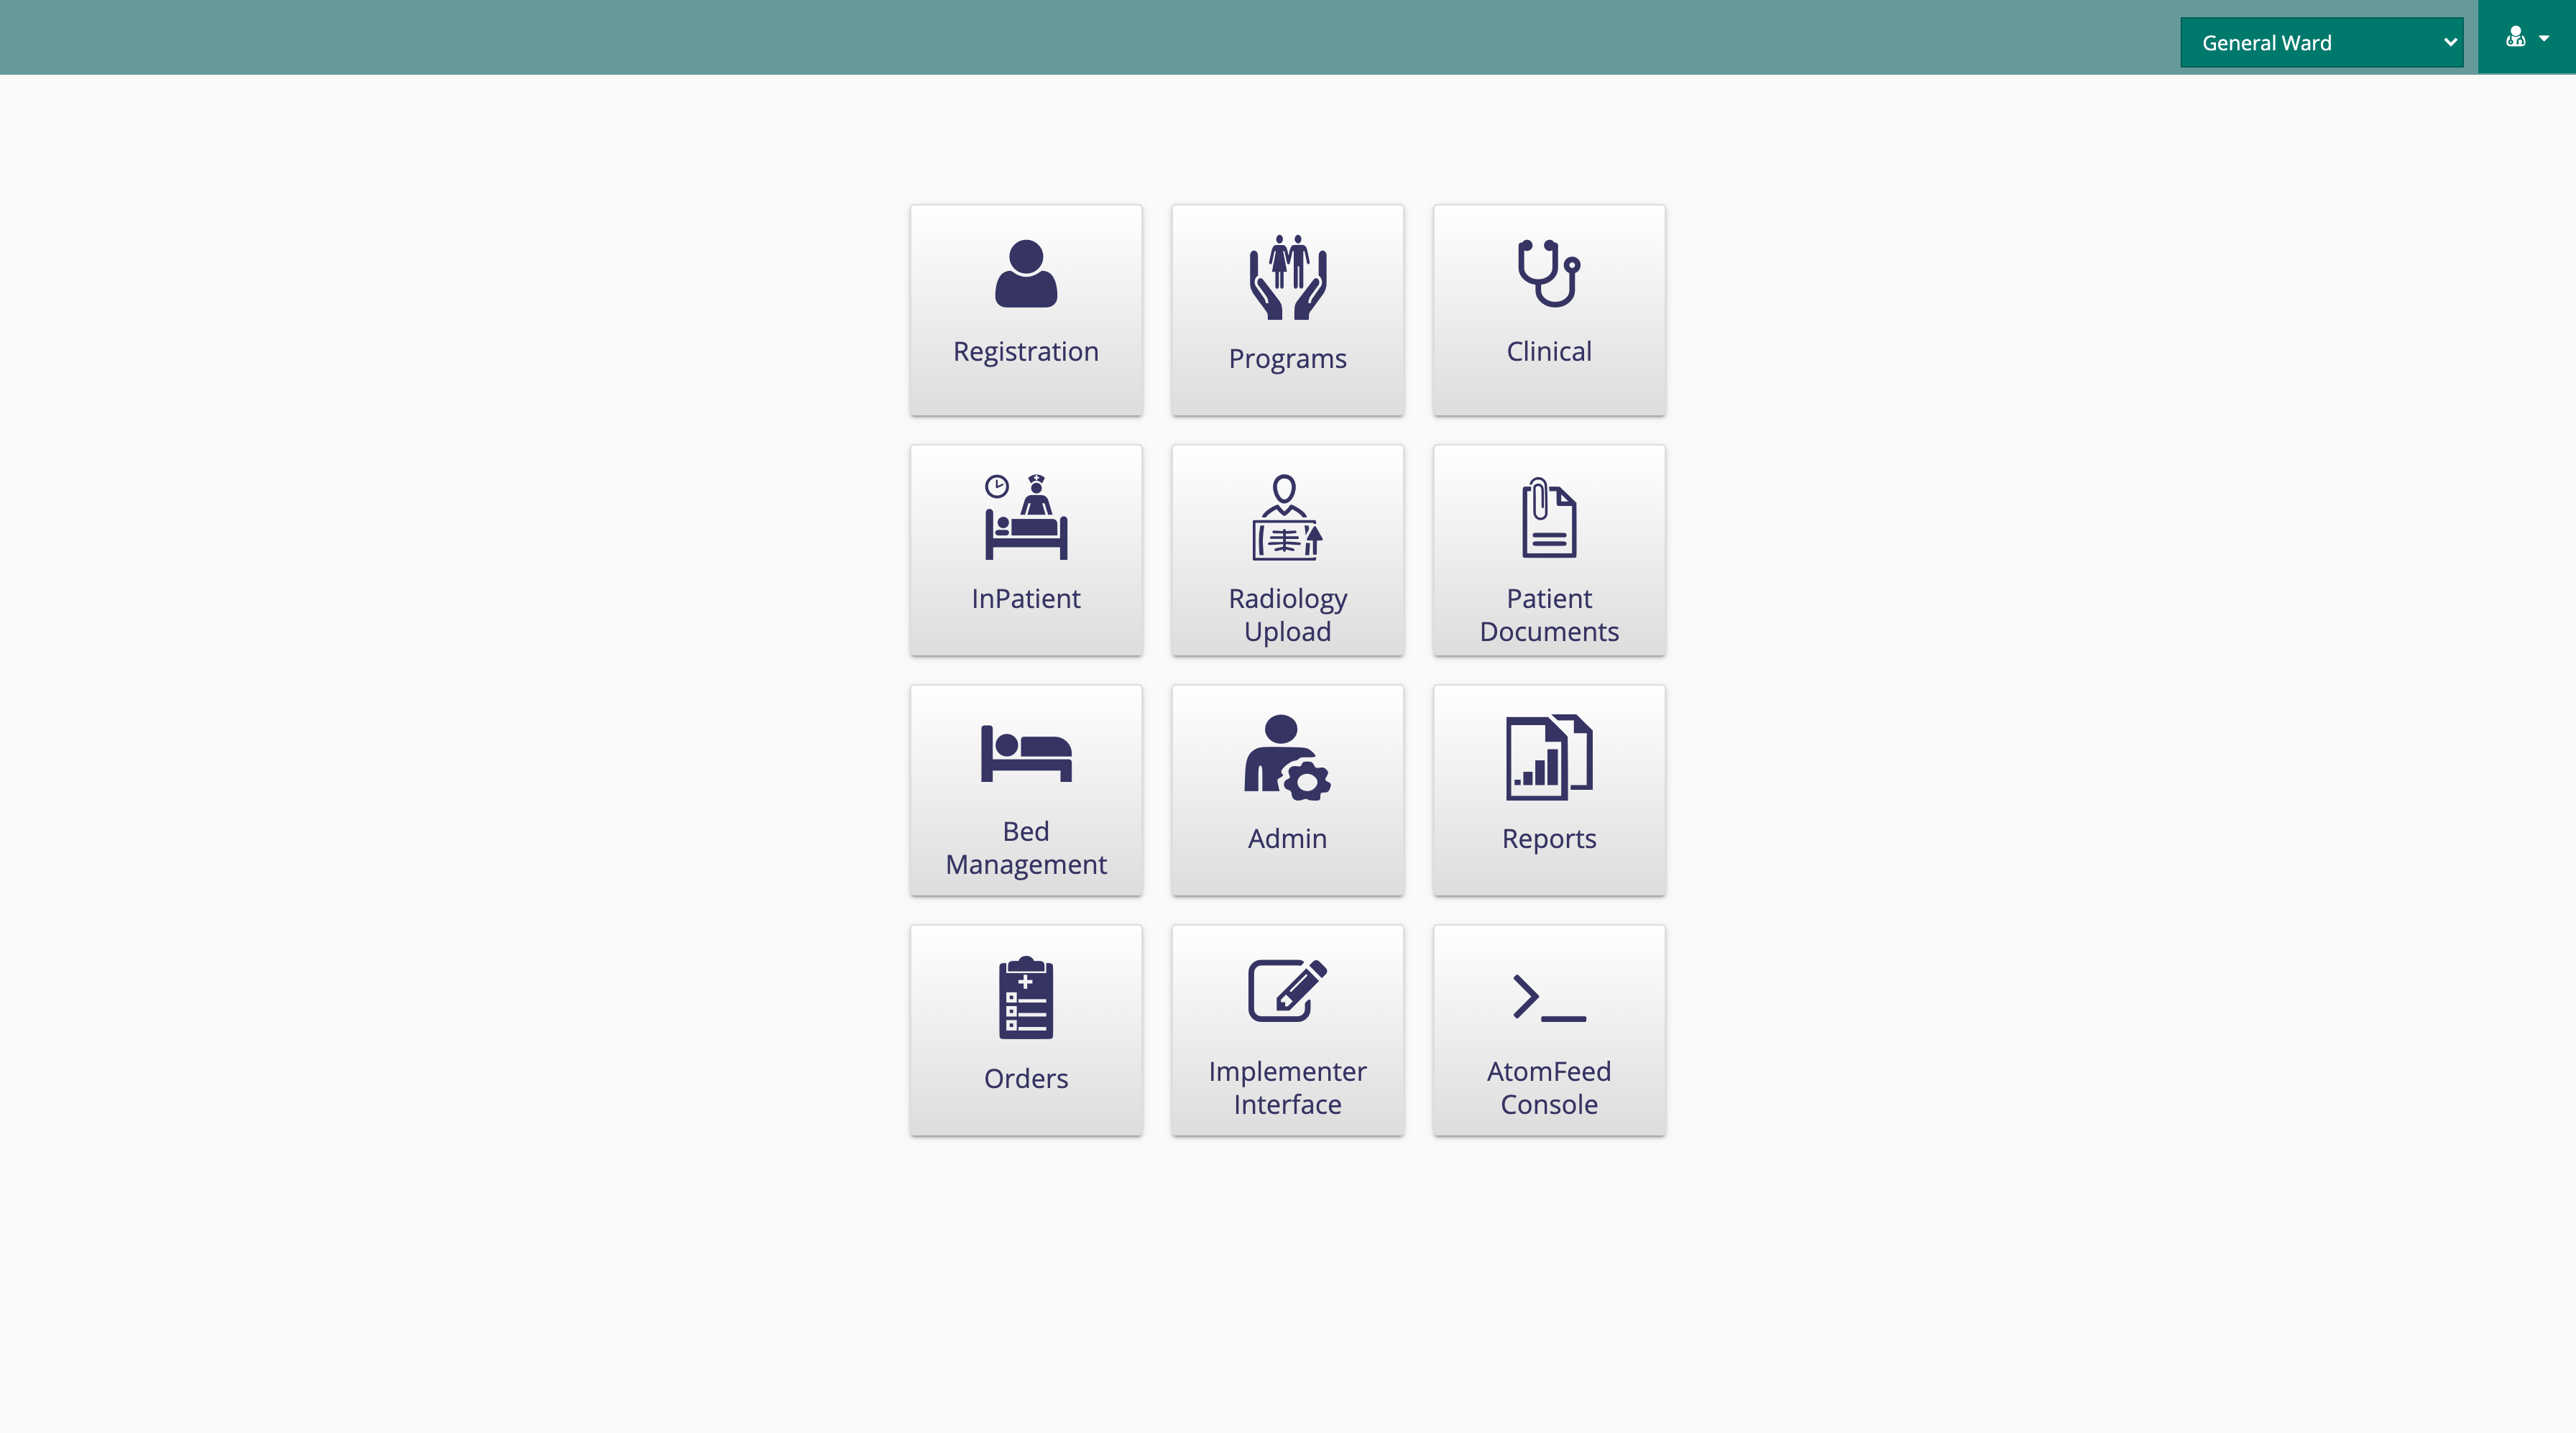 General Ward
Registration
Programs
Clinical
InPatient
Radiology
Upload
Patient
Documents
Bed
Management
Admin
Reports
Orders
Implementer
Interface
AtomFeed
Console